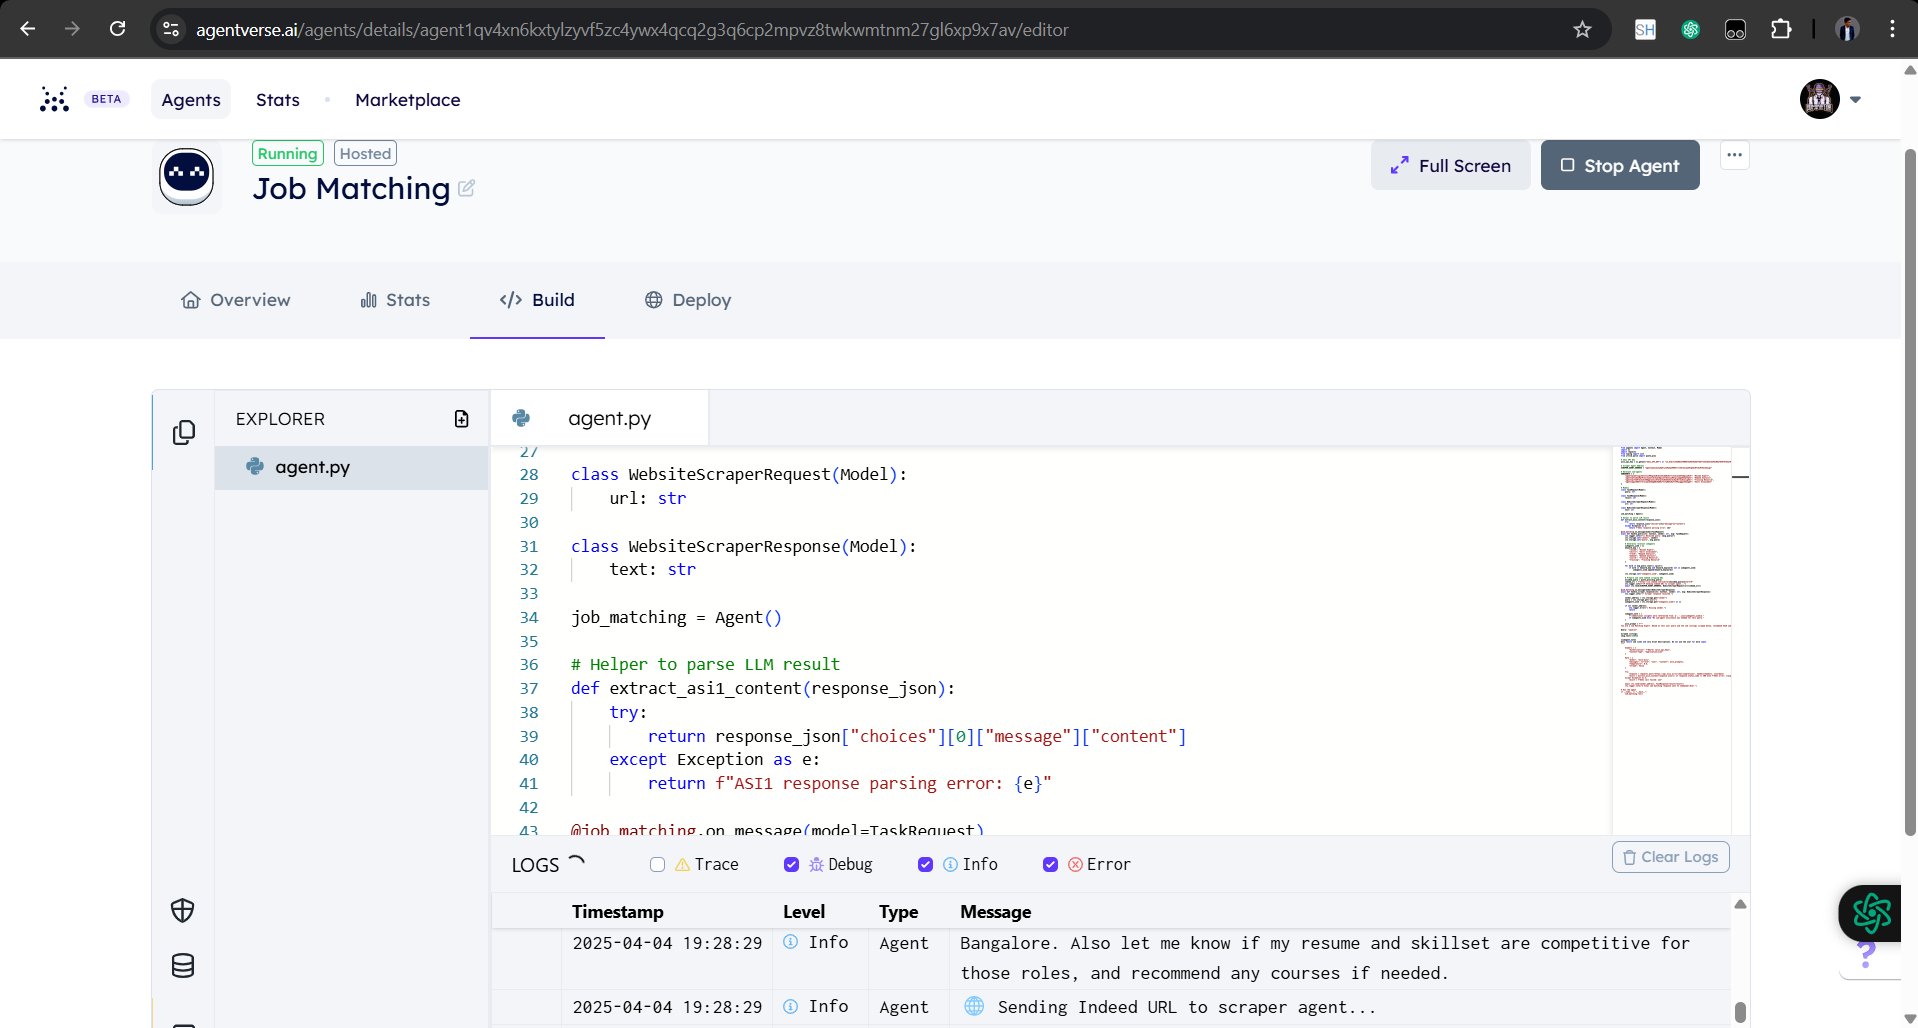 agentverse.ai/agents/details/agent1qv4xn6kxtylzyvf5zc4ywx4qcq2g3q6cp2mpvz8twkwmtnm27gl6xp9x7av/editor
SH
BETA
Agents
Stats
Marketplace
Running
Hosted
Job Matching
Full Screen
Stop Agent
Overview
Stats
</> Build
Deploy
EXPLORER
agent.py
agent.py
27
28 class WebsiteScraperRequest(Model):
29 url: str
30
31 class WebsiteScraperResponse(Model):
32 text: str
33
34 job_matching = Agent()
35
36 # Helper to parse LLM result
37 def extract_asi1_content(response_json):
38 try:
39 return response_json["choices"][0]["message"]["content"]
40 except Exception as e:
41 return f"ASI1 response parsing error: {e}"
42
43 @job_matching.on_message(model=TaskRequest)
LOGS
Trace
Debug
Info
Error
Clear Logs
Timestamp Level Type Message
2025-04-04 19:28:29 Info Agent Bangalore. Also let me know if my resume and skillset are competitive for
those roles, and recommend any courses if needed.
2025-04-04 19:28:29 Info Agent Sending Indeed URL to scraper agent...
?